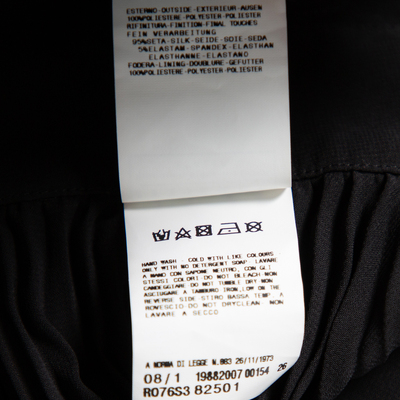 ESTERNO-OUTSIDE-EXTERIEUR-AUSEN
100%POLIESTERE-POLYESTER-POLIESTER
RIFINITURA-FINITION-FINAL TOUCHES
FEIN VERARBEITUNG
95%SETA-SILK-SEIDE-SOIE-SEDA
5%ELASTAM-SPANDEX-ELASTHAN
ELASTHANNE-ELASTANO
FODERA-LINING-DOUBLURE-GEFUTTER
100%POLIESTERE-POLYESTER-POLIESTER
HAND WASH COLD WITH LIKE COLOURS
ONLY WITH NO DETERGENT SOAP LAVARE
A MANO CON SAPONE NEUTRO, CON GLI
STESSI COLORI DO NOT BLEACH NON
CANDEGGIARE DO NOT TUMBLE DRY NON
ASCIUGARE A TAMBURO IRON, LOW ON THE
REVERSE SIDE-STIRO BASSA TEMP. A
ROVESCIO DO NOT DRYCLEAN NON
LAVARE A SECCO
A NORMA DI LEGGE N.883 26/11/1973
08/1 19882007 00154 26
R076S3 82501